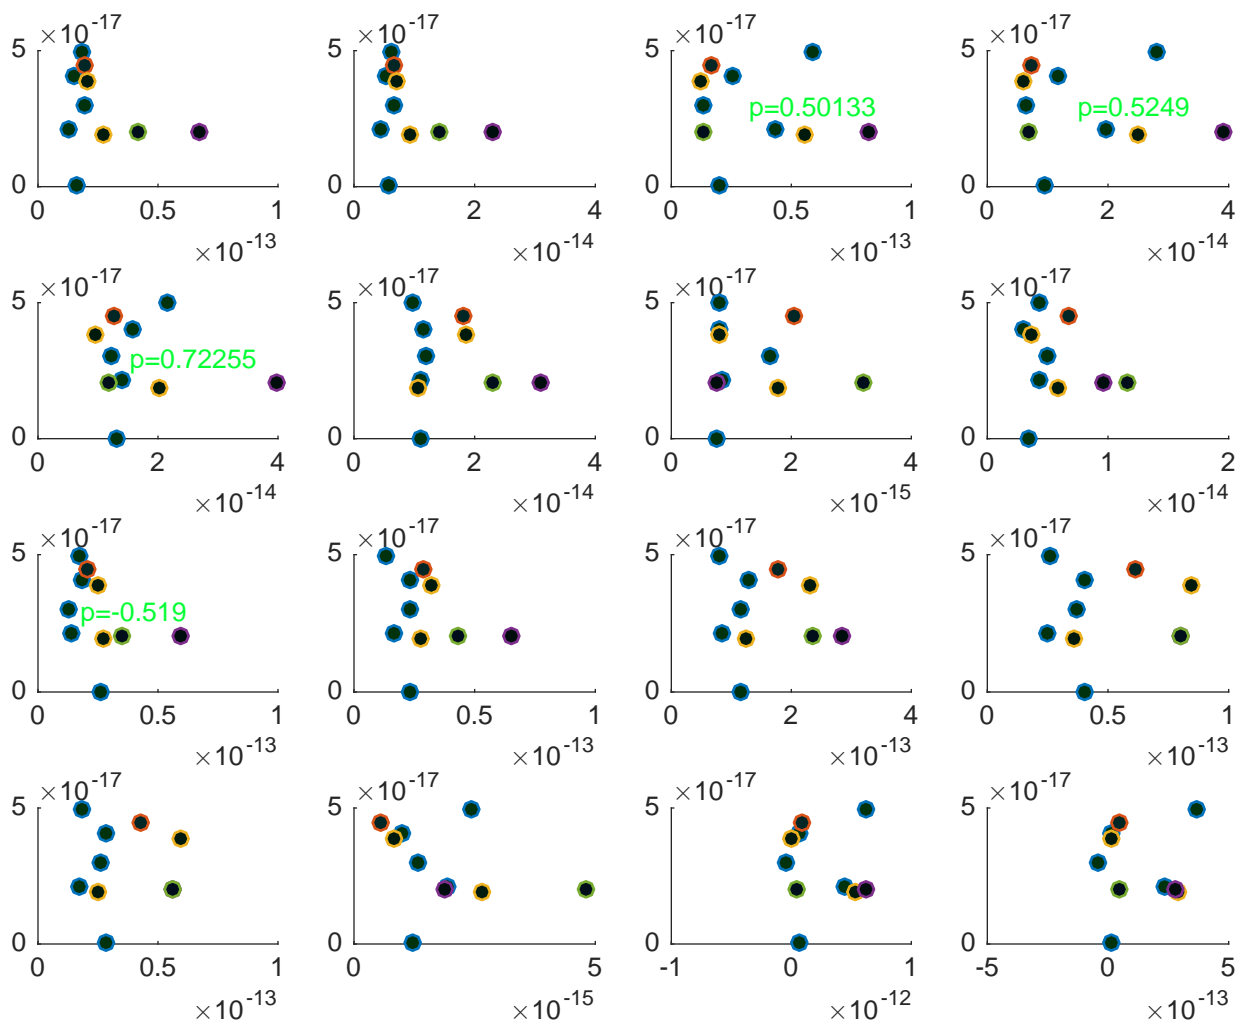 ×10-17 ×10-17 ×10-17 ×10-17
5 5 5 5
p=0.50133 p=0.5249
0 0 0 0
0 0.5 1 0 2 4 0 0.5 1 0 2 4
×10-13 ×10-14 ×10-13 ×10-14
×10-17 ×10-17 ×10-17 ×10-17
5 5 5 5
p=0.72255
0 0 0 0
0 2 4 0 2 4 0 2 4 0 1 2
×10-14 ×10-14 ×10-15 ×10-14
×10-17 ×10-17 ×10-17 ×10-17
5 5 5 5
p=-0.519
0 0 0 0
0 0.5 1 0 0.5 1 0 2 4 0 0.5 1
×10-13 ×10-13 ×10-13 ×10-13
×10-17 ×10-17 ×10-17 ×10-17
5 5 5 5
0 0 0 0
0 0.5 1 0 5 -1 0 1 -5 0 5
×10-13 ×10-15 ×10-12 ×10-13